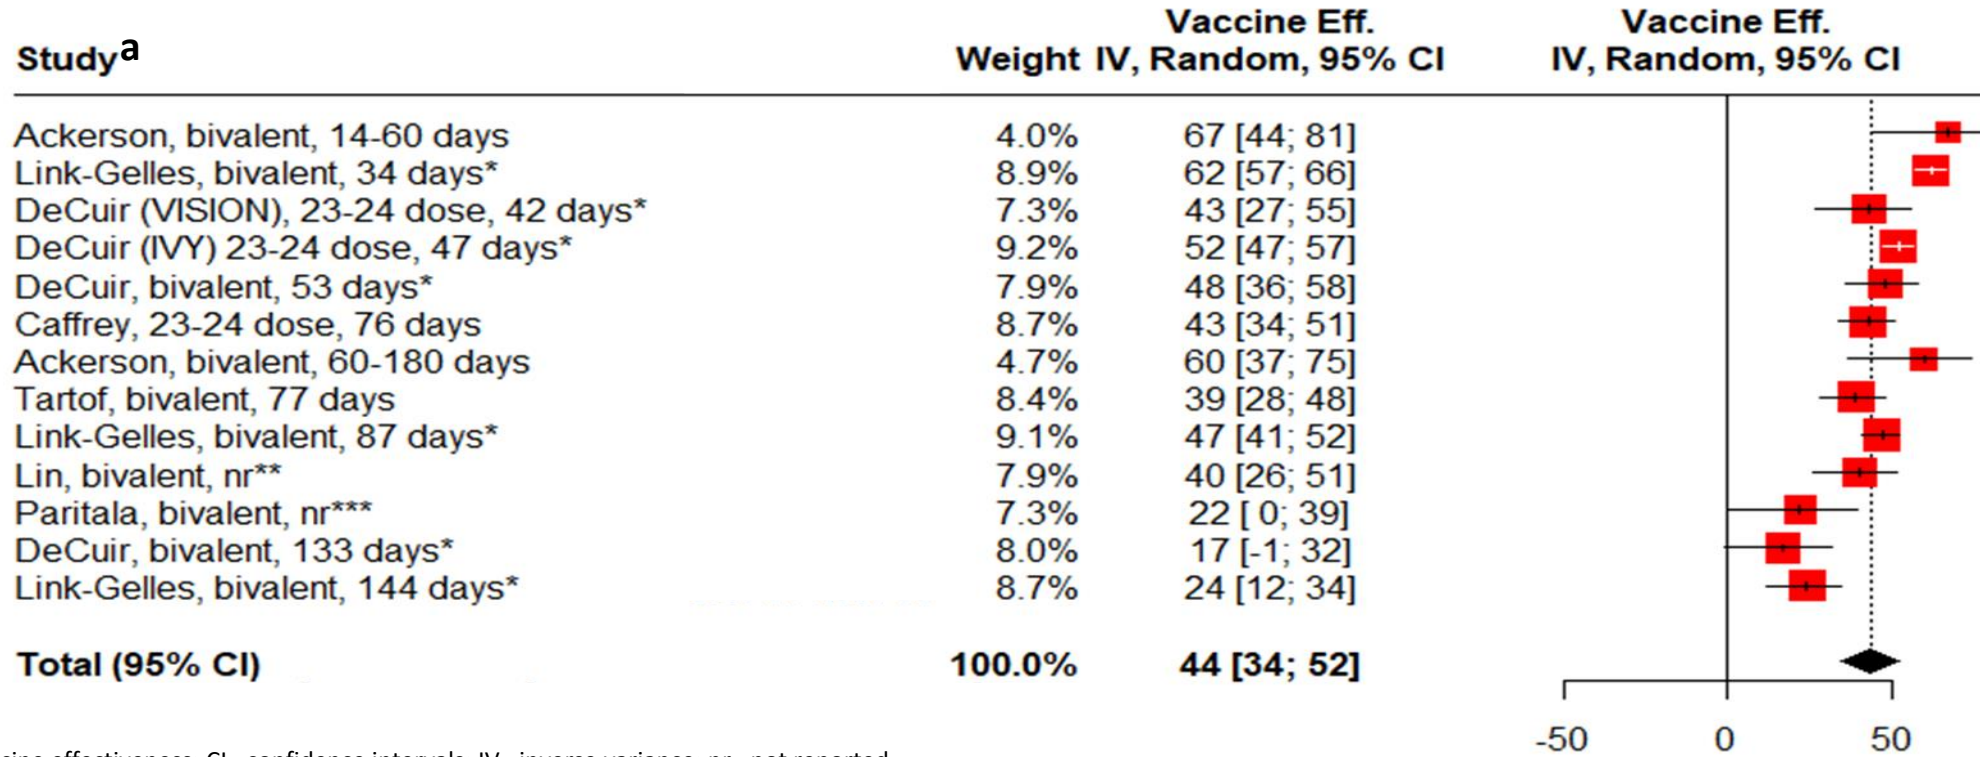 Vaccine Eff. Vaccine Eff.
Study a Weight IV, Random, 95% CI IV, Random, 95% CI
Ackerson, bivalent, 14-60 days 4.0% 67 [44; 81]
Link-Gelles, bivalent, 34 days* 8.9% 62 [57; 66]
DeCuir (VISION), 23-24 dose, 42 days* 7.3% 43 [27; 55]
DeCuir (IVY) 23-24 dose, 47 days* 9.2% 52 [47; 57]
DeCuir, bivalent, 53 days* 7.9% 48 [36; 58]
Caffrey, 23-24 dose, 76 days 8.7% 43 [34; 51]
Ackerson, bivalent, 60-180 days 4.7% 60 [37; 75]
Tartof, bivalent, 77 days 8.4% 39 [28; 48]
Link-Gelles, bivalent, 87 days* 9.1% 47 [41; 52]
Lin, bivalent, nr** 7.9% 40 [26; 51]
Paritala, bivalent, nr*** 7.3% 22 [ 0; 39]
DeCuir, bivalent, 133 days* 8.0% 17 [-1; 32]
Link-Gelles, bivalent, 144 days* 8.7% 24 [12; 34]
Total (95% CI) 100.0% 44 [34; 52]
-50 0 50